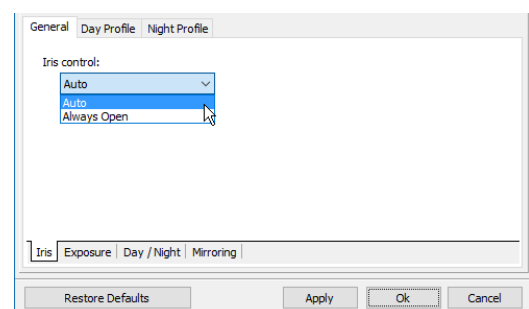 General Day Profile Night Profile
Iris control:
Auto
Auto
Always Open
Iris Exposure Day / Night Mirroring
Restore Defaults Apply Ok Cancel